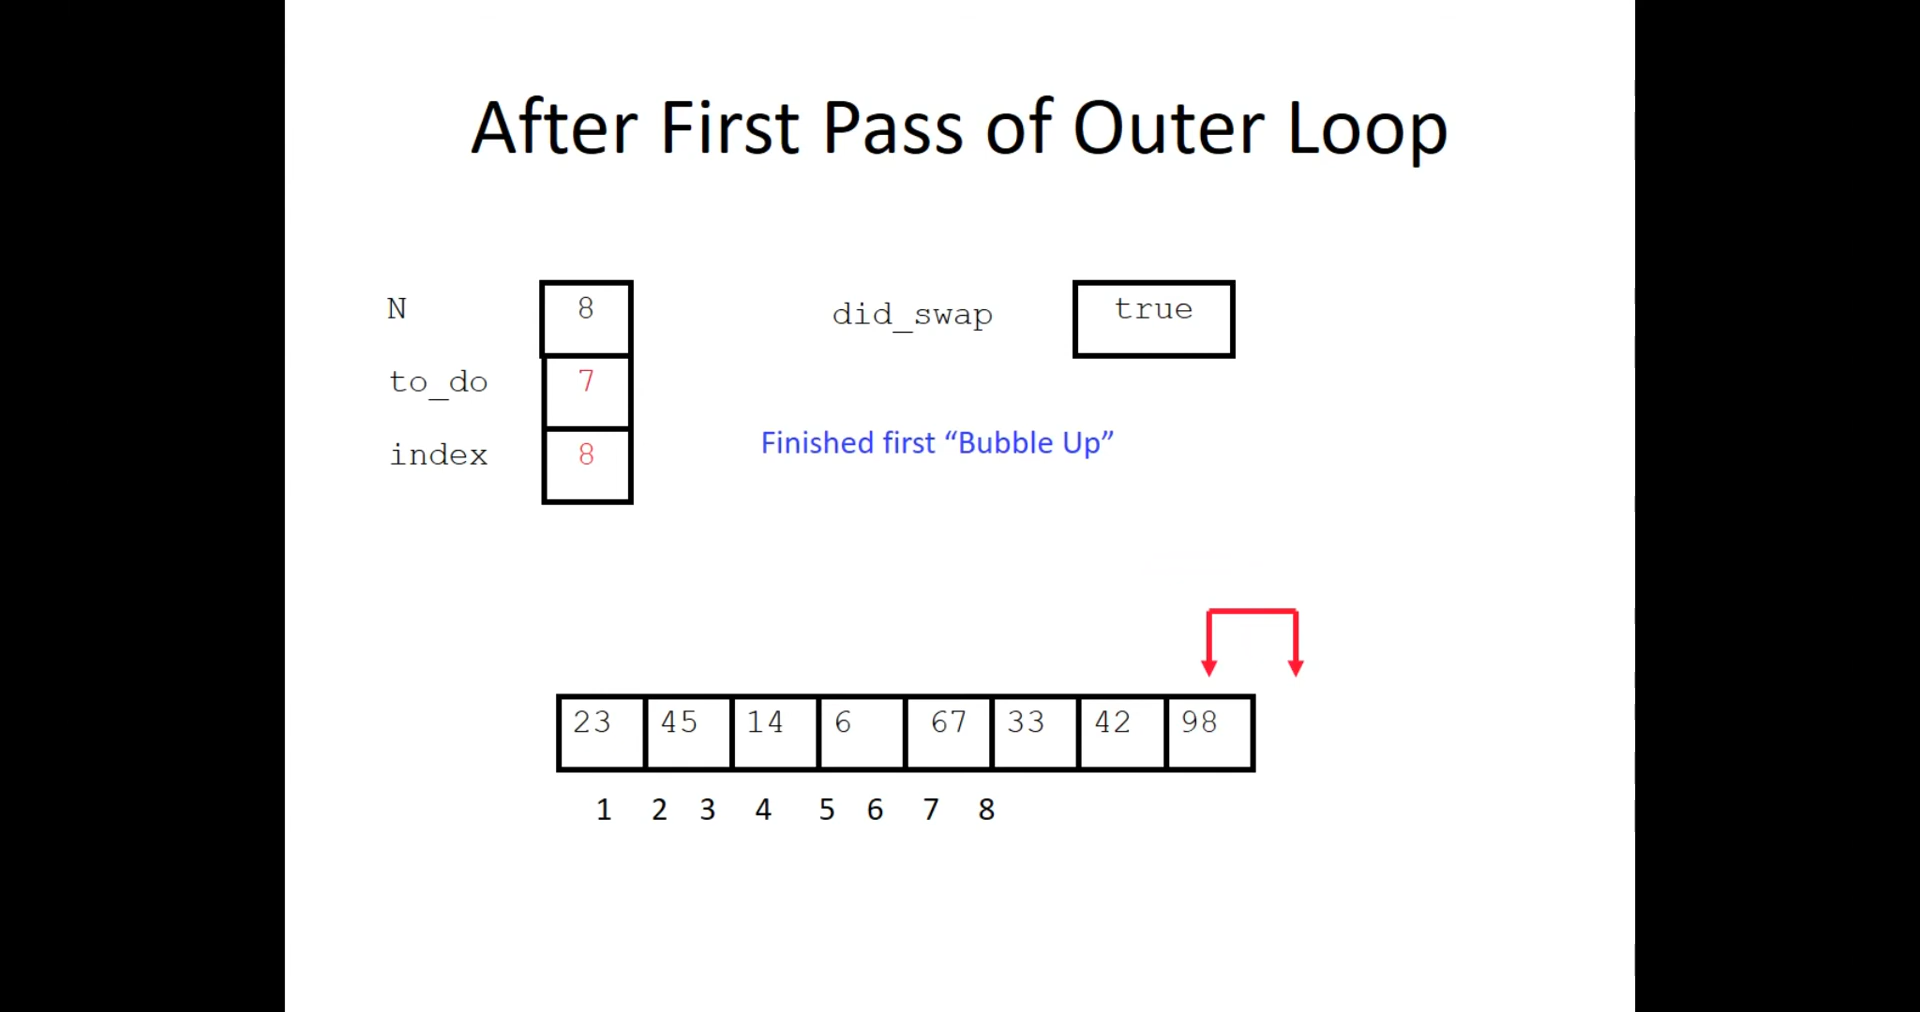 After First Pass of Outer Loop
N 8 did_swap true
to_do 7
index 8
Finished first “Bubble Up”
23 45 14 6 67 33 42 98
1 2 3 4 5 6 7 8